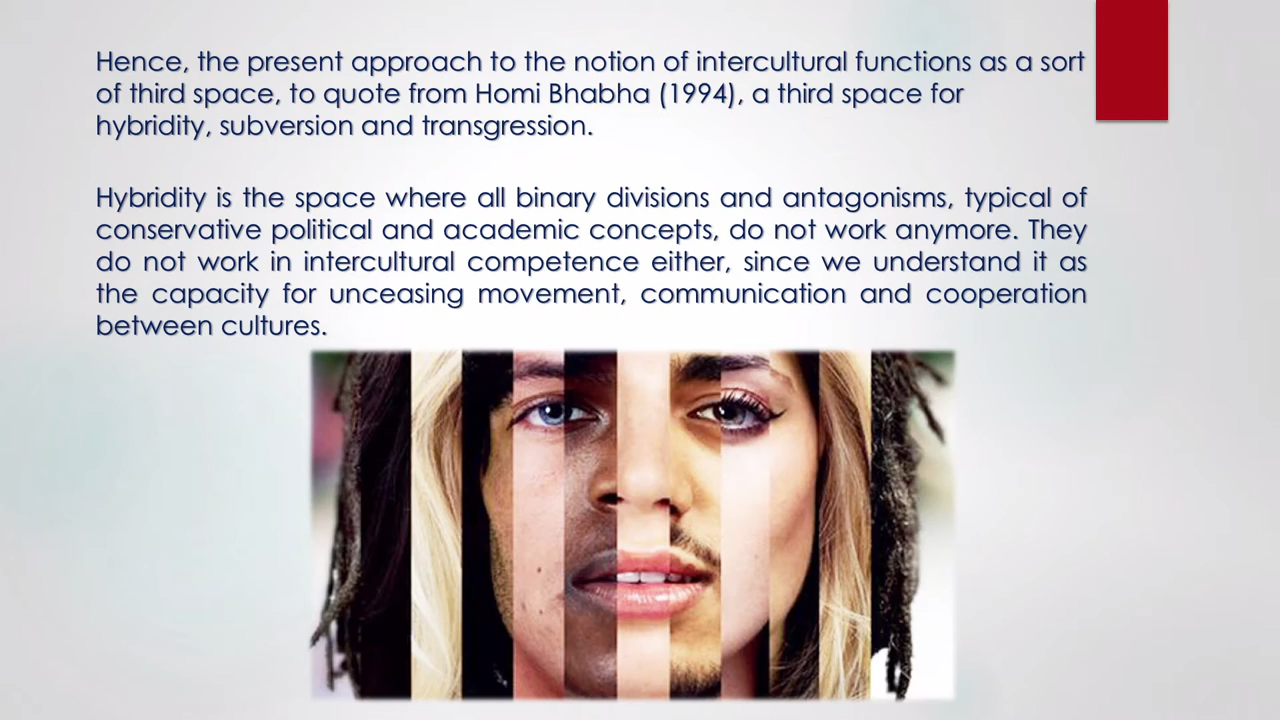 Hence, the present approach to the notion of intercultural functions as a sort
of third space, to quote from Homi Bhabha (1994), a third space for
hybridity, subversion and transgression.
Hybridity is the space where all binary divisions and antagonisms, typical of
conservative political and academic concepts, do not work anymore. They
do not work in intercultural competence either, since we understand it as
the capacity for unceasing movement, communication and cooperation
between cultures.